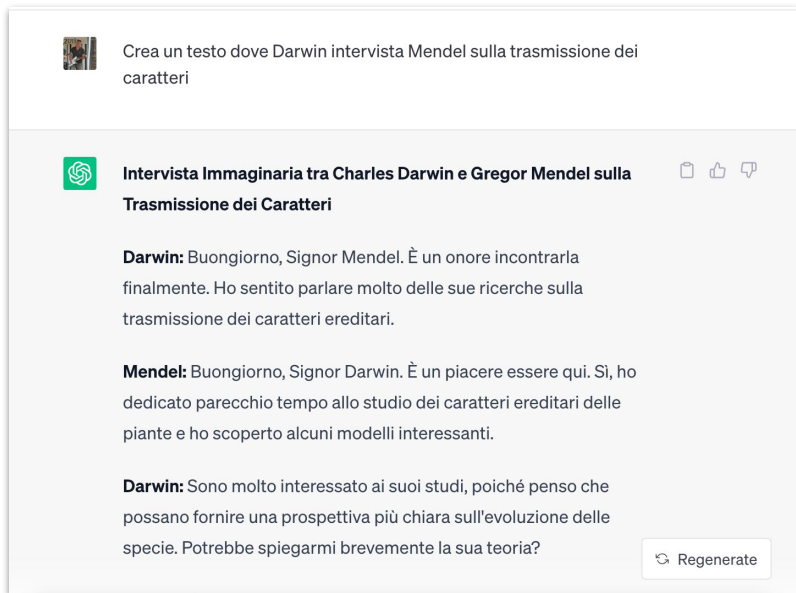 Crea un testo dove Darwin intervista Mendel sulla trasmissione dei
caratteri
Intervista Immaginaria tra Charles Darwin e Gregor Mendel sulla
Trasmissione dei Caratteri
Darwin: Buongiorno, Signor Mendel. È un onore incontrarla
finalmente. Ho sentito parlare molto delle sue ricerche sulla
trasmissione dei caratteri ereditari.
Mendel: Buongiorno, Signor Darwin. È un piacere essere qui. Sì, ho
dedicato parecchio tempo allo studio dei caratteri ereditari delle
piante e ho scoperto alcuni modelli interessanti.
Darwin: Sono molto interessato ai suoi studi, poiché penso che
possano fornire una prospettiva più chiara sull'evoluzione delle
specie. Potrebbe spiegarmi brevemente la sua teoria?
Regenerate